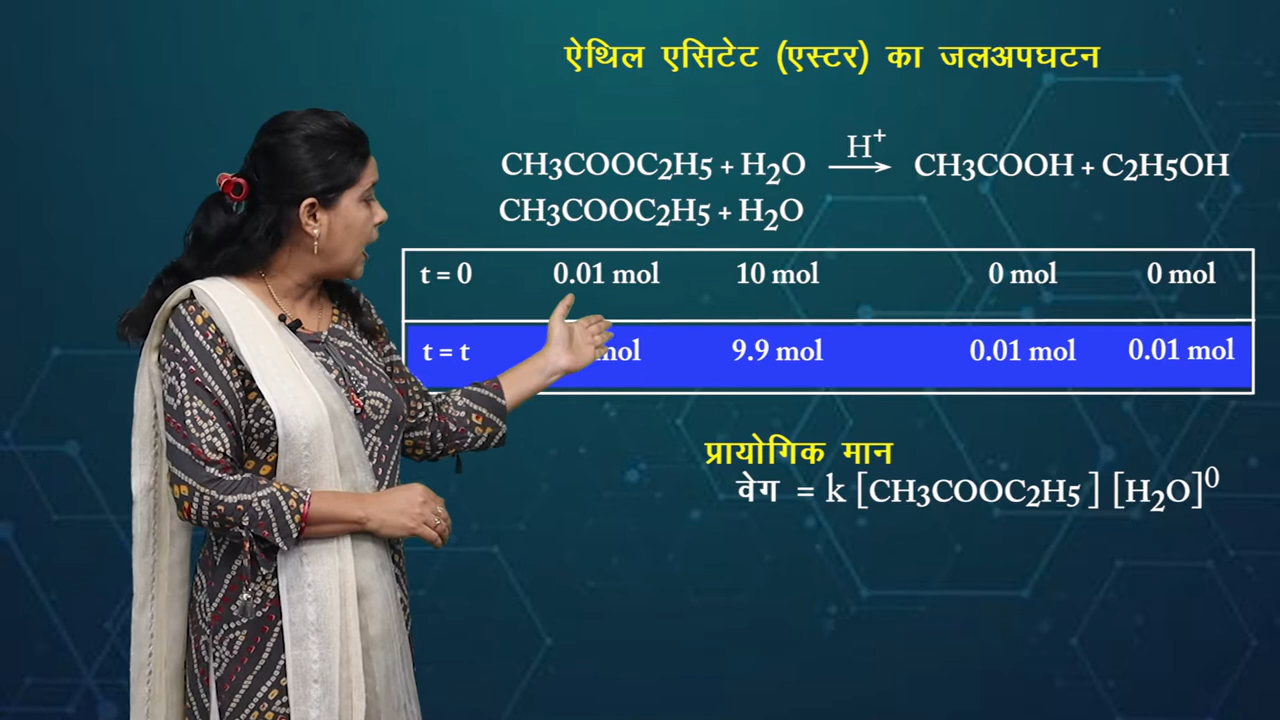 ऐथिल एसिटेट (एस्टर) का जलअपघटन
CH3COOC2H5 + H2O H+ → CH3COOH + C2H5OH
CH3COOC2H5 + H2O
t = 0 0.01 mol 10 mol 0 mol 0 mol
t = t mol 9.9 mol 0.01 mol 0.01 mol
प्रायोगिक मान
वेग = k [CH3COOC2H5 ] [H2O]0